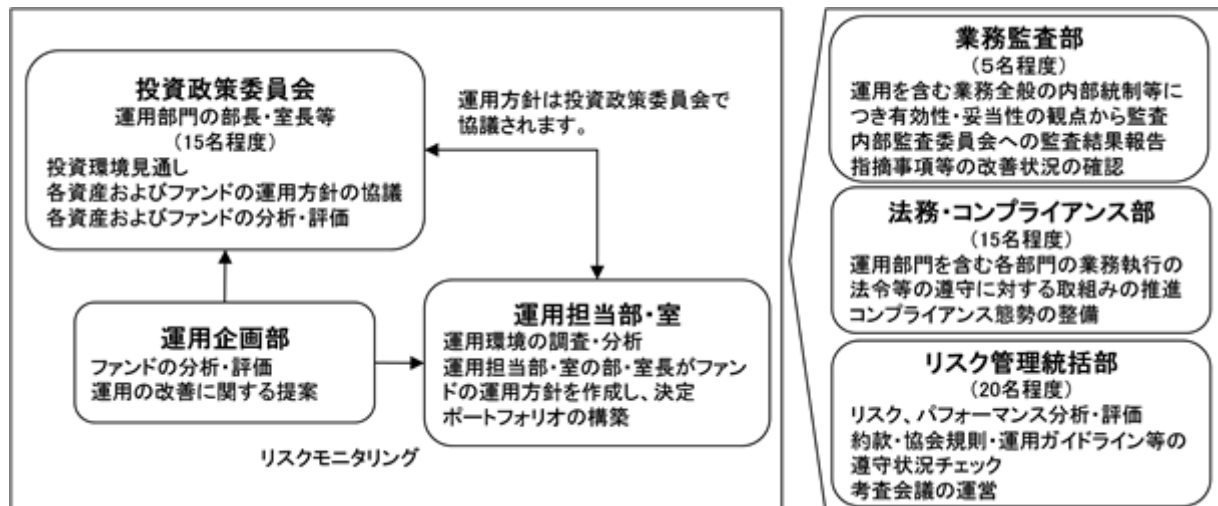 投資政策委員会
運用部門の部長・室長等
(15名程度)
投資環境見通し
各資産およびファンドの運用方針の協議
各資産およびファンドの分析・評価
運用方針は投資政策委員会で
協議されます。
運用企画部
ファンドの分析・評価
運用の改善に関する提案
運用担当部・室
運用環境の調査・分析
運用担当部・室の部・室長がファン
ドの運用方針を作成し、決定
ポートフォリオの構築
リスクモニタリング
業務監査部
(5名程度)
運用を含む業務全般の内部統制等に
つき有効性・妥当性の観点から監査
内部監査委員会への監査結果報告
指摘事項等の改善状況の確認
法務・コンプライアンス部
(15名程度)
運用部門を含む各部門の業務執行の
法令等の遵守に対する取組みの推進
コンプライアンス態勢の整備
リスク管理統括部
(20名程度)
リスク、パフォーマンス分析・評価
約款・協会規則・運用ガイドライン等の
遵守状況チェック
考査会議の運営